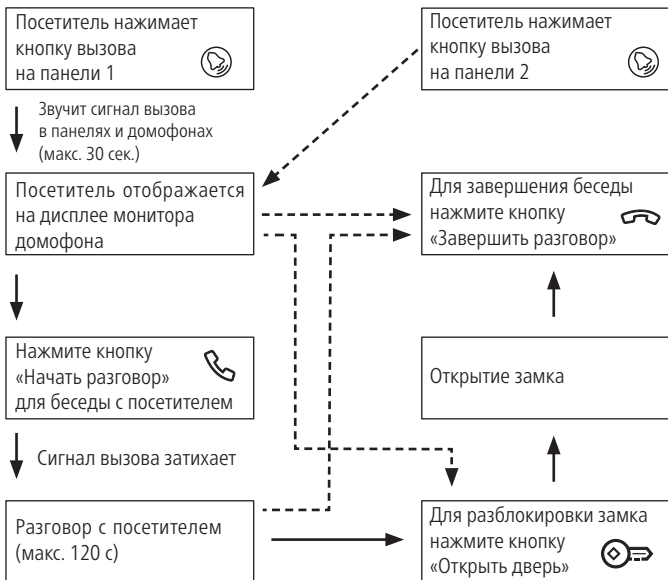 Посетитель нажимает
кнопку вызова
на панели 1
Посетитель нажимает
кнопку вызова
на панели 2
Звучит сигнал вызова
в панелях и домофонах
(макс. 30 сек.)
Посетитель отображается
на дисплее монитора
домофона
Для завершения беседы
нажмите кнопку
«Завершить разговор»
Нажмите кнопку
«Начать разговор»
для беседы с посетителем
Открытие замка
Сигнал вызова затихает
Разговор с посетителем
(макс. 120 с)
Для разблокировки замка
нажмите кнопку
«Открыть дверь»